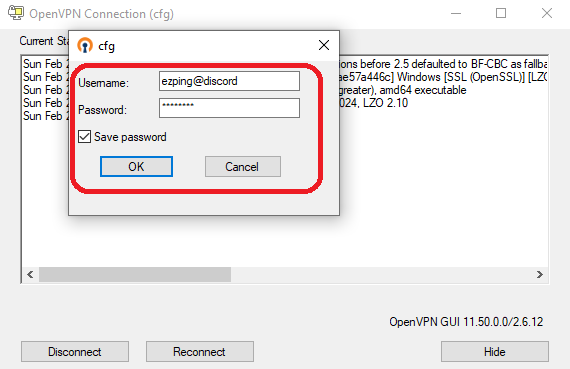 OpenVPN Connection (cfg)
Current Sta
cfg
Username: ezping@discord
Password: ********
Save password
OK Cancel
Sun Feb 2 ons before 2.5 defaulted to BF-CBC as fallba
Sun Feb 2 ae57a446c] Windows [SSL (OpenSSL)] [LZO
Sun Feb 2 greater), amd64 executable
Sun Feb 2 024, LZO 2.10
Sun Feb 2
OpenVPN GUI 11.50.0.0/2.6.12
Disconnect Reconnect Hide